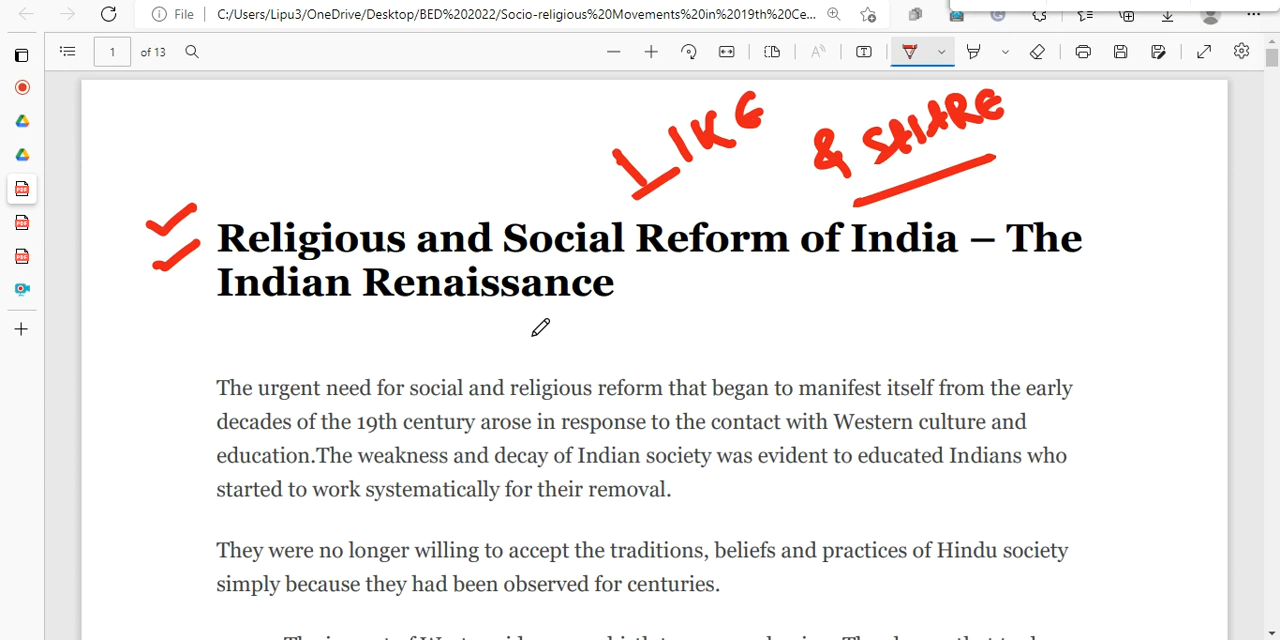 File
C:/Users/Lipu3/OneDrive/Desktop/BED%202022/Socio-religious%20Movements%20in%2019th%20Ce...
1 of 13
LIKE & SHARE
Religious and Social Reform of India – The
Indian Renaissance
The urgent need for social and religious reform that began to manifest itself from the early
decades of the 19th century arose in response to the contact with Western culture and
education.The weakness and decay of Indian society was evident to educated Indians who
started to work systematically for their removal.
They were no longer willing to accept the traditions, beliefs and practices of Hindu society
simply because they had been observed for centuries.